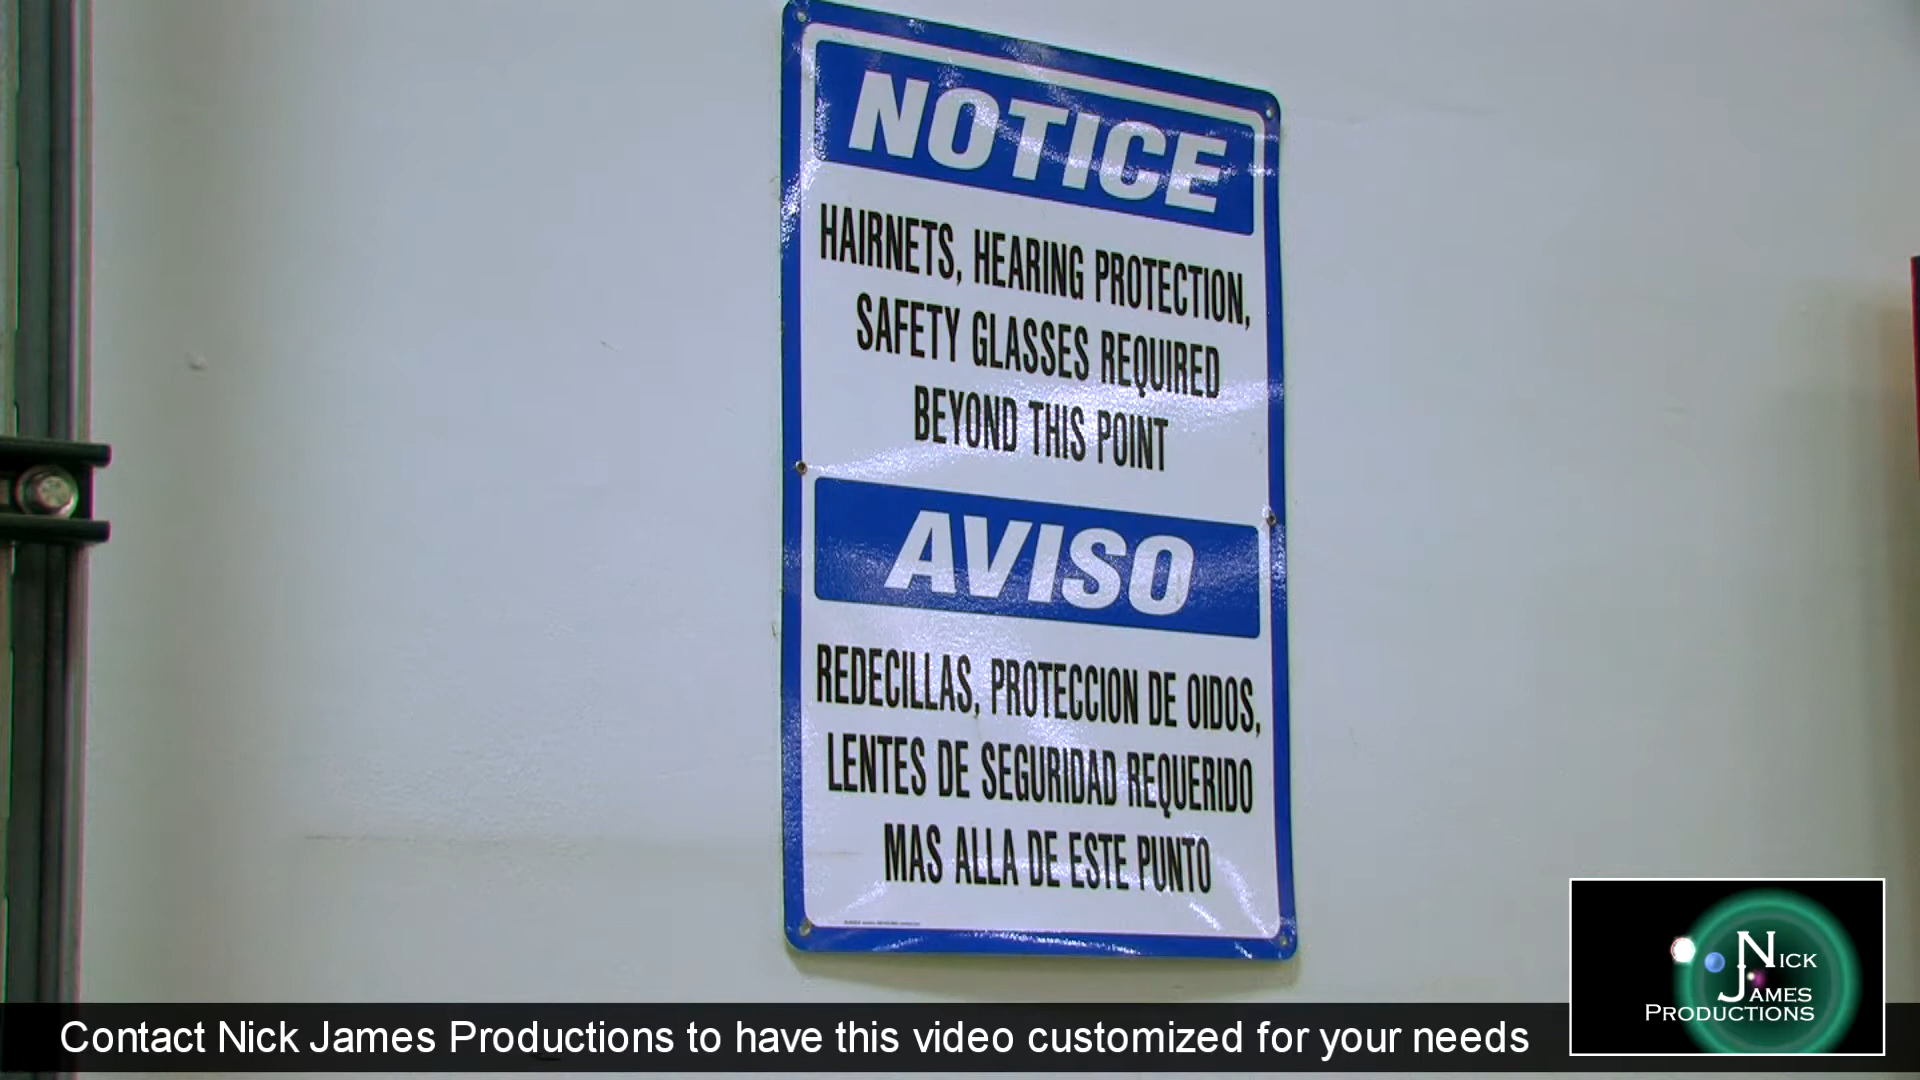 NOTICE
HAIRNETS, HEARING PROTECTION,
SAFETY GLASSES REQUIRED
BEYOND THIS POINT
AVISO
REDECILLAS, PROTECCION DE OIDOS,
LENTES DE SEGURIDAD REQUERIDO
MAS ALLA DE ESTE PUNTO
Contact Nick James Productions to have this video customized for your needs
NICK
JAMES
PRODUCTIONS